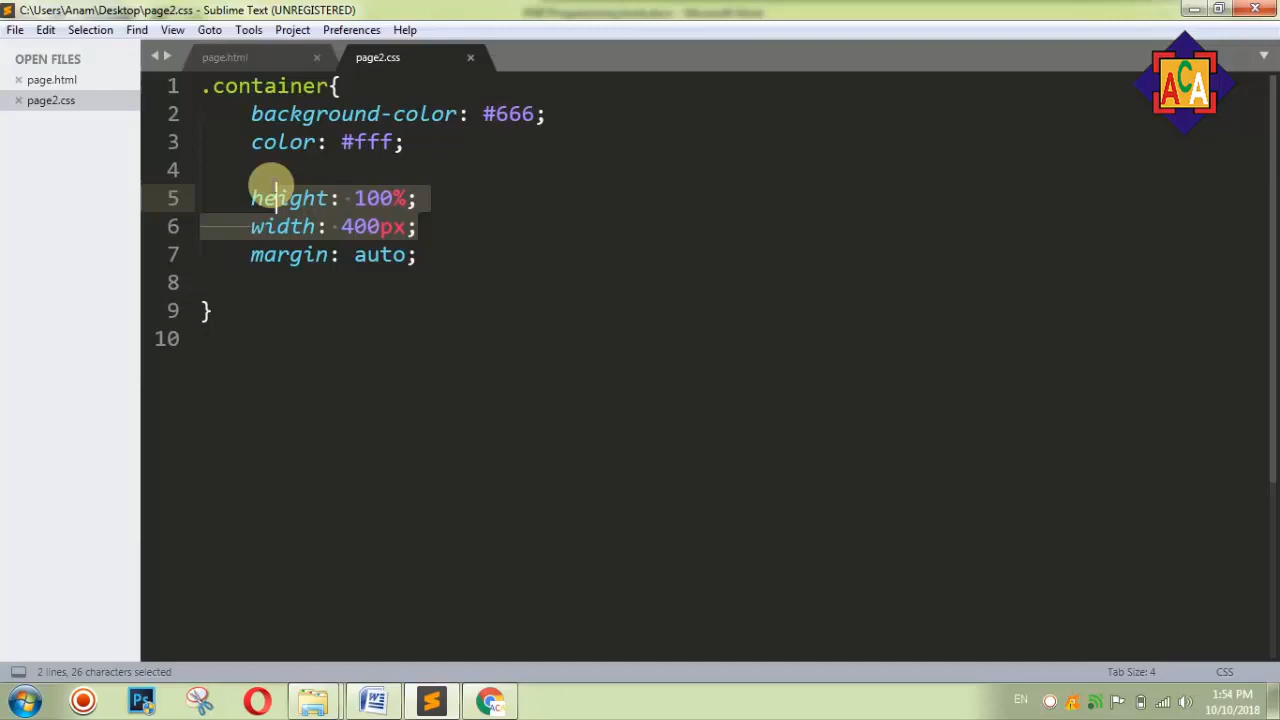 C:\Users\Anam\Desktop\page2.css - Sublime Text (UNREGISTERED)
File Edit Selection Find View Goto Tools Project Preferences Help
OPEN FILES
page.html
page2.css
page.html
page2.css
1 .container{
2 background-color: #666;
3 color: #fff;
4
5 height: 100%;
6 width: 400px;
7 margin: auto;
8
9 }
10
ACA
2 lines, 26 characters selected
Tab Size: 4
CSS
EN
1:54 PM
10/10/2018